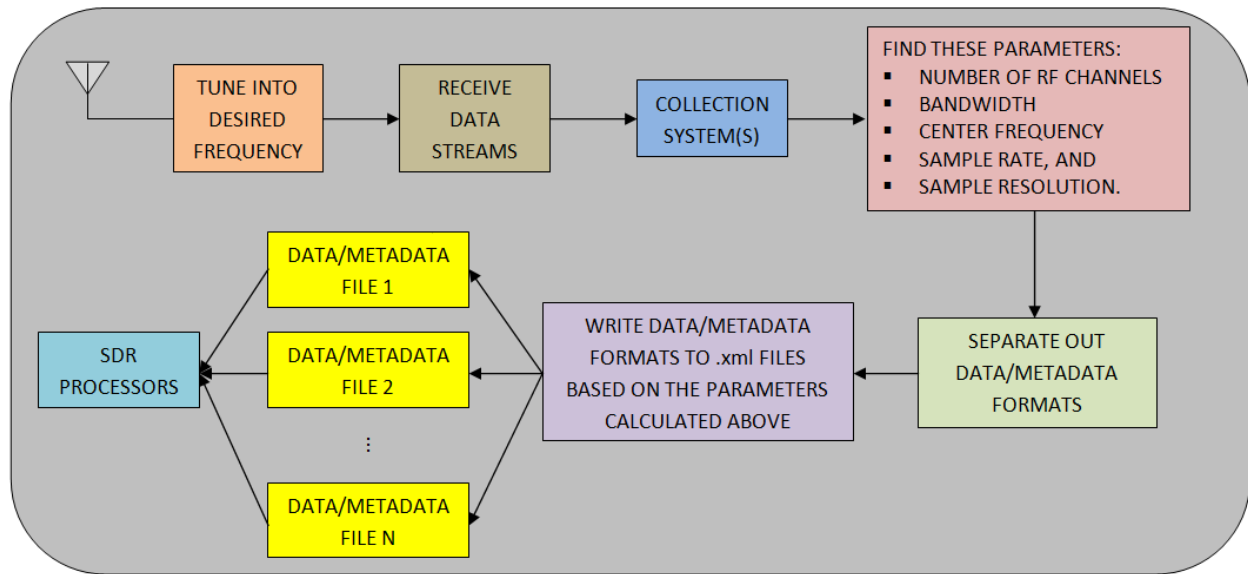 TUNE INTO
DESIRED
FREQUENCY
RECEIVE
DATA
STREAMS
COLLECTION
SYSTEM(S)
FIND THESE PARAMETERS:
▪ NUMBER OF RF CHANNELS
▪ BANDWIDTH
▪ CENTER FREQUENCY
▪ SAMPLE RATE, AND
▪ SAMPLE RESOLUTION.
SEPARATE OUT
DATA/METADATA
FORMATS
WRITE DATA/METADATA
FORMATS TO .xml FILES
BASED ON THE PARAMETERS
CALCULATED ABOVE
DATA/METADATA
FILE 1
DATA/METADATA
FILE 2
⋮
DATA/METADATA
FILE N
SDR
PROCESSORS